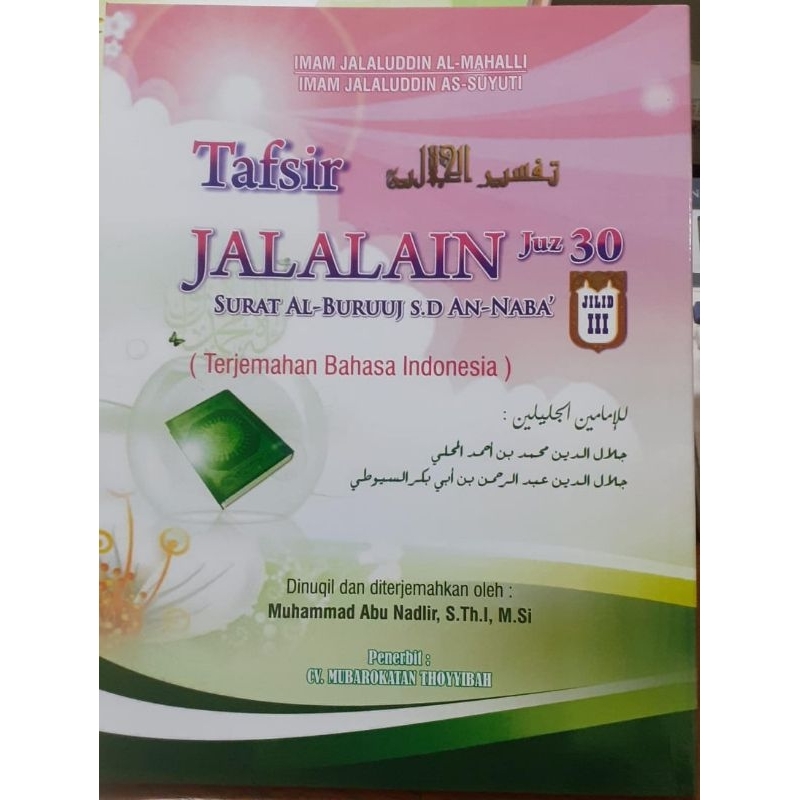 IMAM JALALUDDIN AL-MAHALLI
IMAM JALALUDDIN AS-SUYUTI
Tafsir
تفسير الجلالين
JALALAIN Juz 30
SURAT AL-BURUUJ S.D AN-NABA'
JILID
III
( Terjemahan Bahasa Indonesia )
للإمامين الجليلين :
جلال الدين محمد بن أحمد المحلي
جلال الدين عبد الرحمن بن أبي بكر السيوطي
Dinuqil dan diterjemahkan oleh :
Muhammad Abu Nadlir, S.Th.I, M.Si
Penerbit :
CV. MUBAROKATAN THOYYIBAH